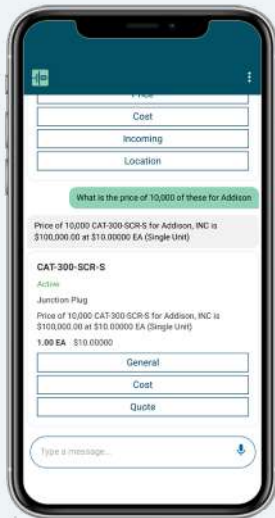 Price
Cost
Incoming
Location
What is the price of 10,000 of these for Addison
Price of 10,000 CAT-300-SCR-S for Addison, INC is
$100,000.00 at $10.00000 EA (Single Unit)
CAT-300-SCR-S
Active
Junction Plug
Price of 10,000 CAT-300-SCR-S for Addison, INC is
$100,000.00 at $10.00000 EA (Single Unit)
1.00 EA $10.00000
General
Cost
Quote
Type a message...